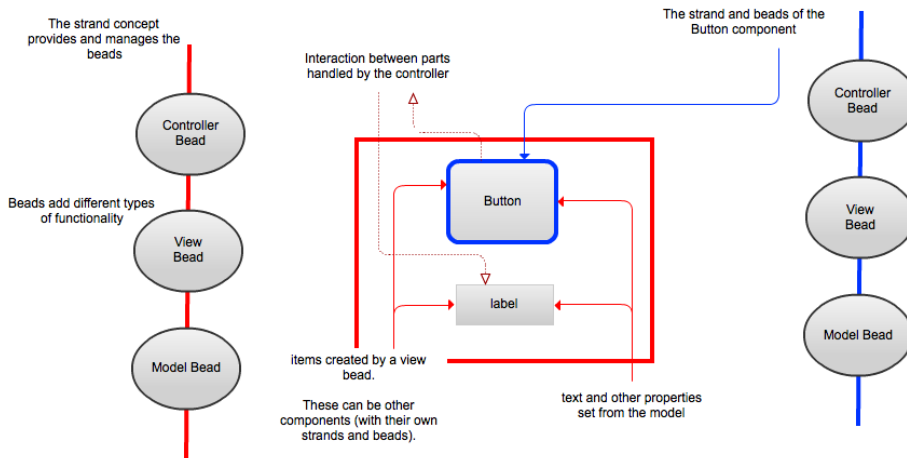 The strand concept
provides and manages the
beads
Controller
Bead
Beads add different types
of functionality
View
Bead
Model Bead
Interaction between parts
handled by the controller
The strand and beads of the
Button component
Button
label
items created by a view
bead.
These can be other
components (with their own
strands and beads).
text and other properties
set from the model
Controller
Bead
View
Bead
Model Bead